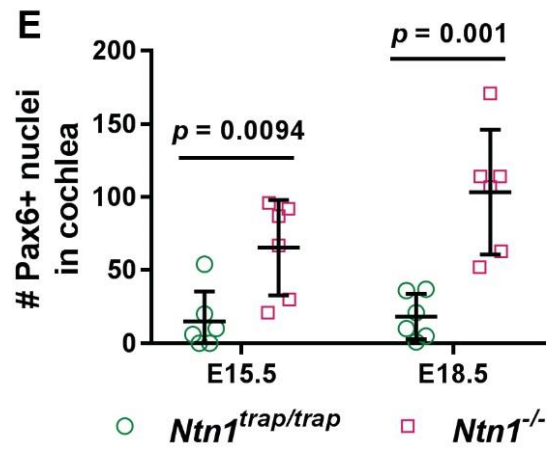 E
# Pax6+ nuclei
in cochlea
200
150
100
50
0
p = 0.0094
p = 0.001
E15.5
E18.5
Ntn1trap/trap
Ntn1-/-